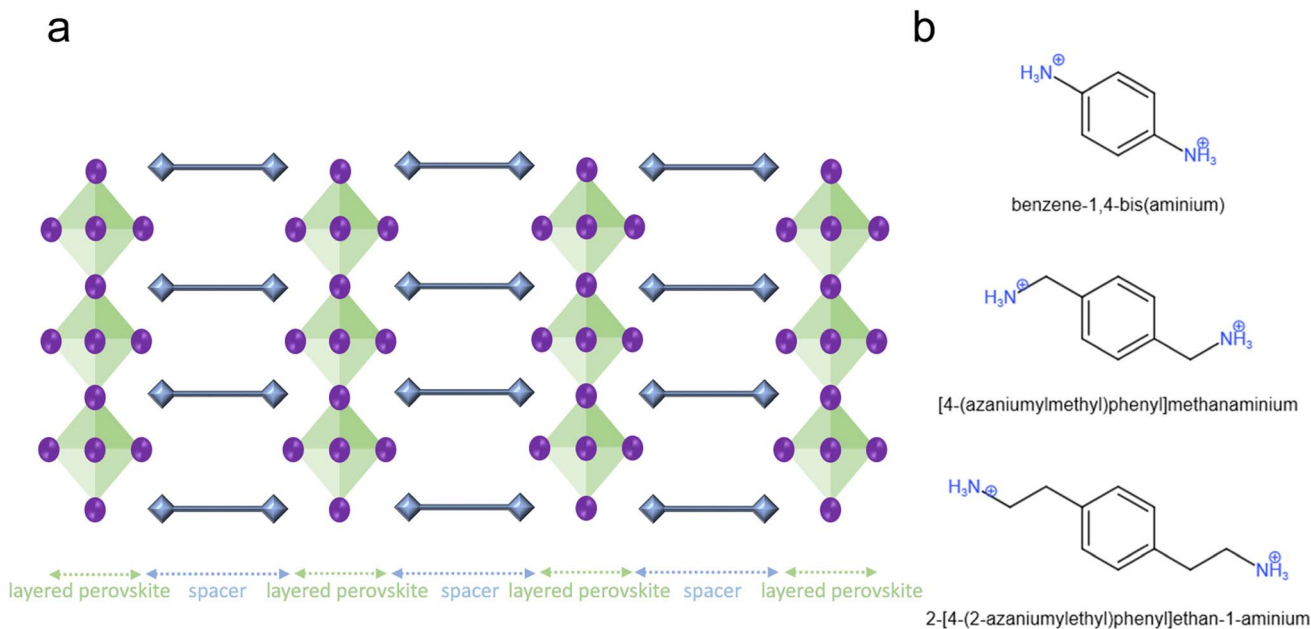 a
b
H₃N⊕
NH₃⊕
benzene-1,4-bis(aminium)
H₃N⊕
NH₃⊕
[4-(azaniumylmethyl)phenyl]methanaminium
H₃N⊕
NH₃⊕
2-[4-(2-azaniumylethyl)phenyl]ethan-1-aminium
layered perovskite spacer layered perovskite spacer layered perovskite spacer layered perovskite